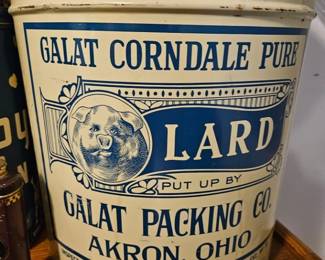 GALAT CORNDALE PURE
LARD
PUT UP BY
GALAT PACKING CO.
AKRON, OHIO